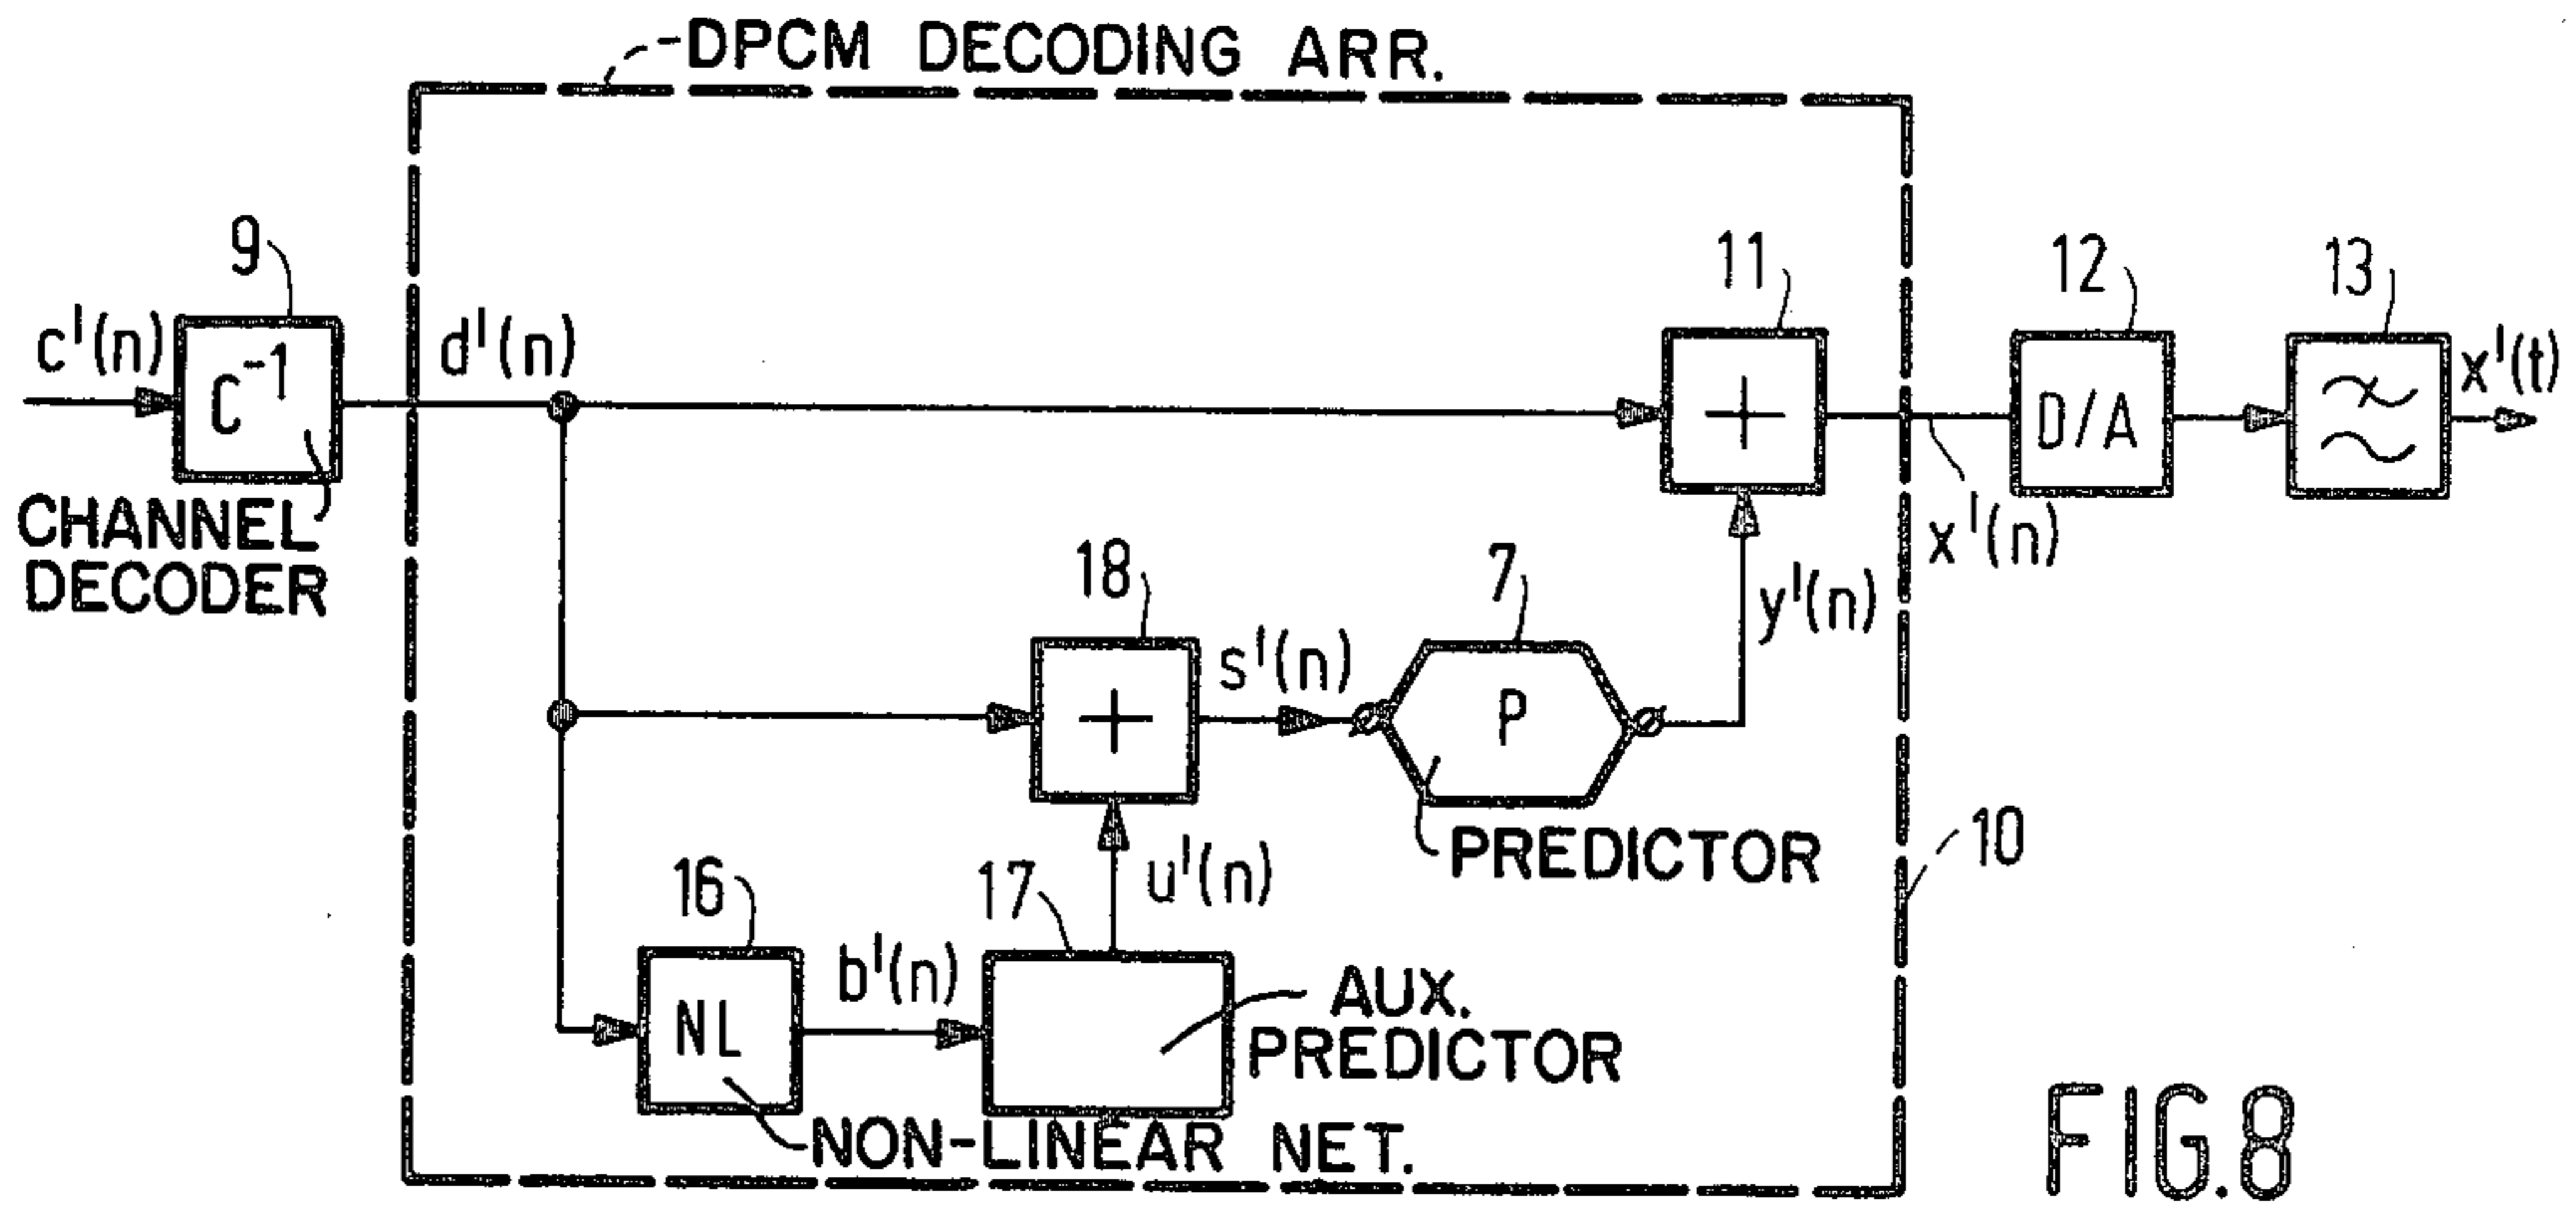 DPCM DECODING ARR.
9
11
12
13
c'(n)
C⁻¹
d'(n)
+
D/A
x'(t)
CHANNEL
DECODER
x'(n)
18
7
y'(n)
s'(n)
+
P
PREDICTOR
10
16
17
u'(n)
b'(n)
NL
AUX.
PREDICTOR
NON-LINEAR NET.
FIG.8